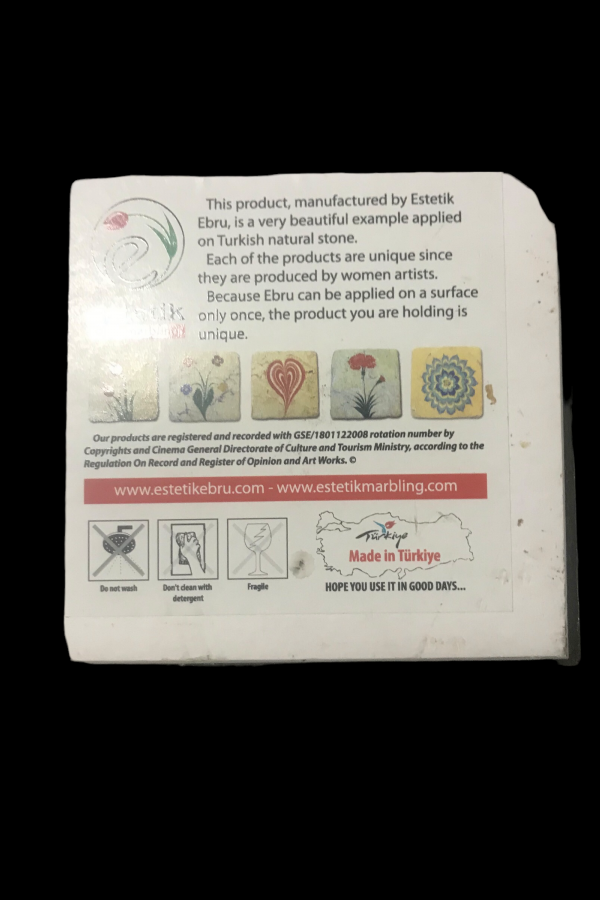 This product, manufactured by Estetik
Ebru, is a very beautiful example applied
on Turkish natural stone.
Each of the products are unique since
they are produced by women artists.
Because Ebru can be applied on a surface
only once, the product you are holding is
unique.
Our products are registered and recorded with GSE/1801122008 rotation number by
Copyrights and Cinema General Directorate of Culture and Tourism Ministry, according to the
Regulation On Record and Register of Opinion and Art Works. ©
www.estetikebru.com - www.estetikmarbling.com
Türkiye
Made in Türkiye
Do not wash
Don't clean with
detergent
Fragile
HOPE YOU USE IT IN GOOD DAYS...